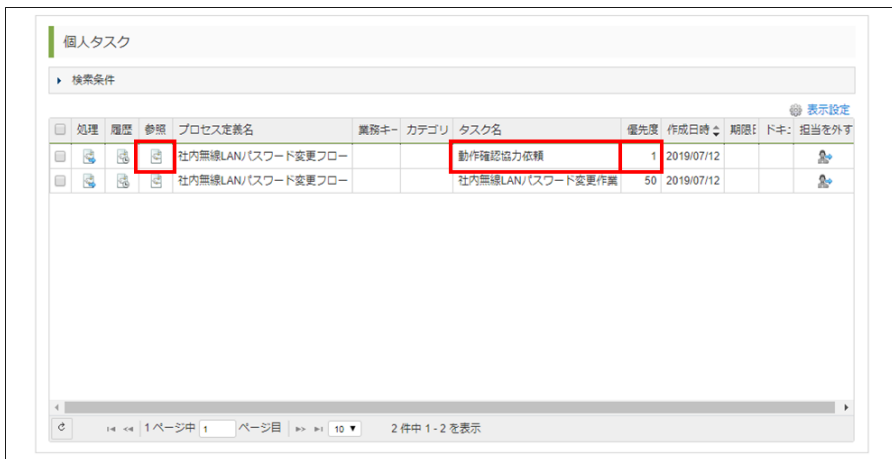 個人タスク
検索条件
表示設定
処理 履歴 参照 プロセス定義名 業務キー カテゴリ タスク名 優先度 作成日時 期限 ドキュ 担当を外す
社内無線LANパスワード変更フロー 動作確認協力依頼 1 2019/07/12
社内無線LANパスワード変更フロー 社内無線LANパスワード変更作業 50 2019/07/12
1 ページ中 1 ページ目 10 2 件中 1 - 2 を表示